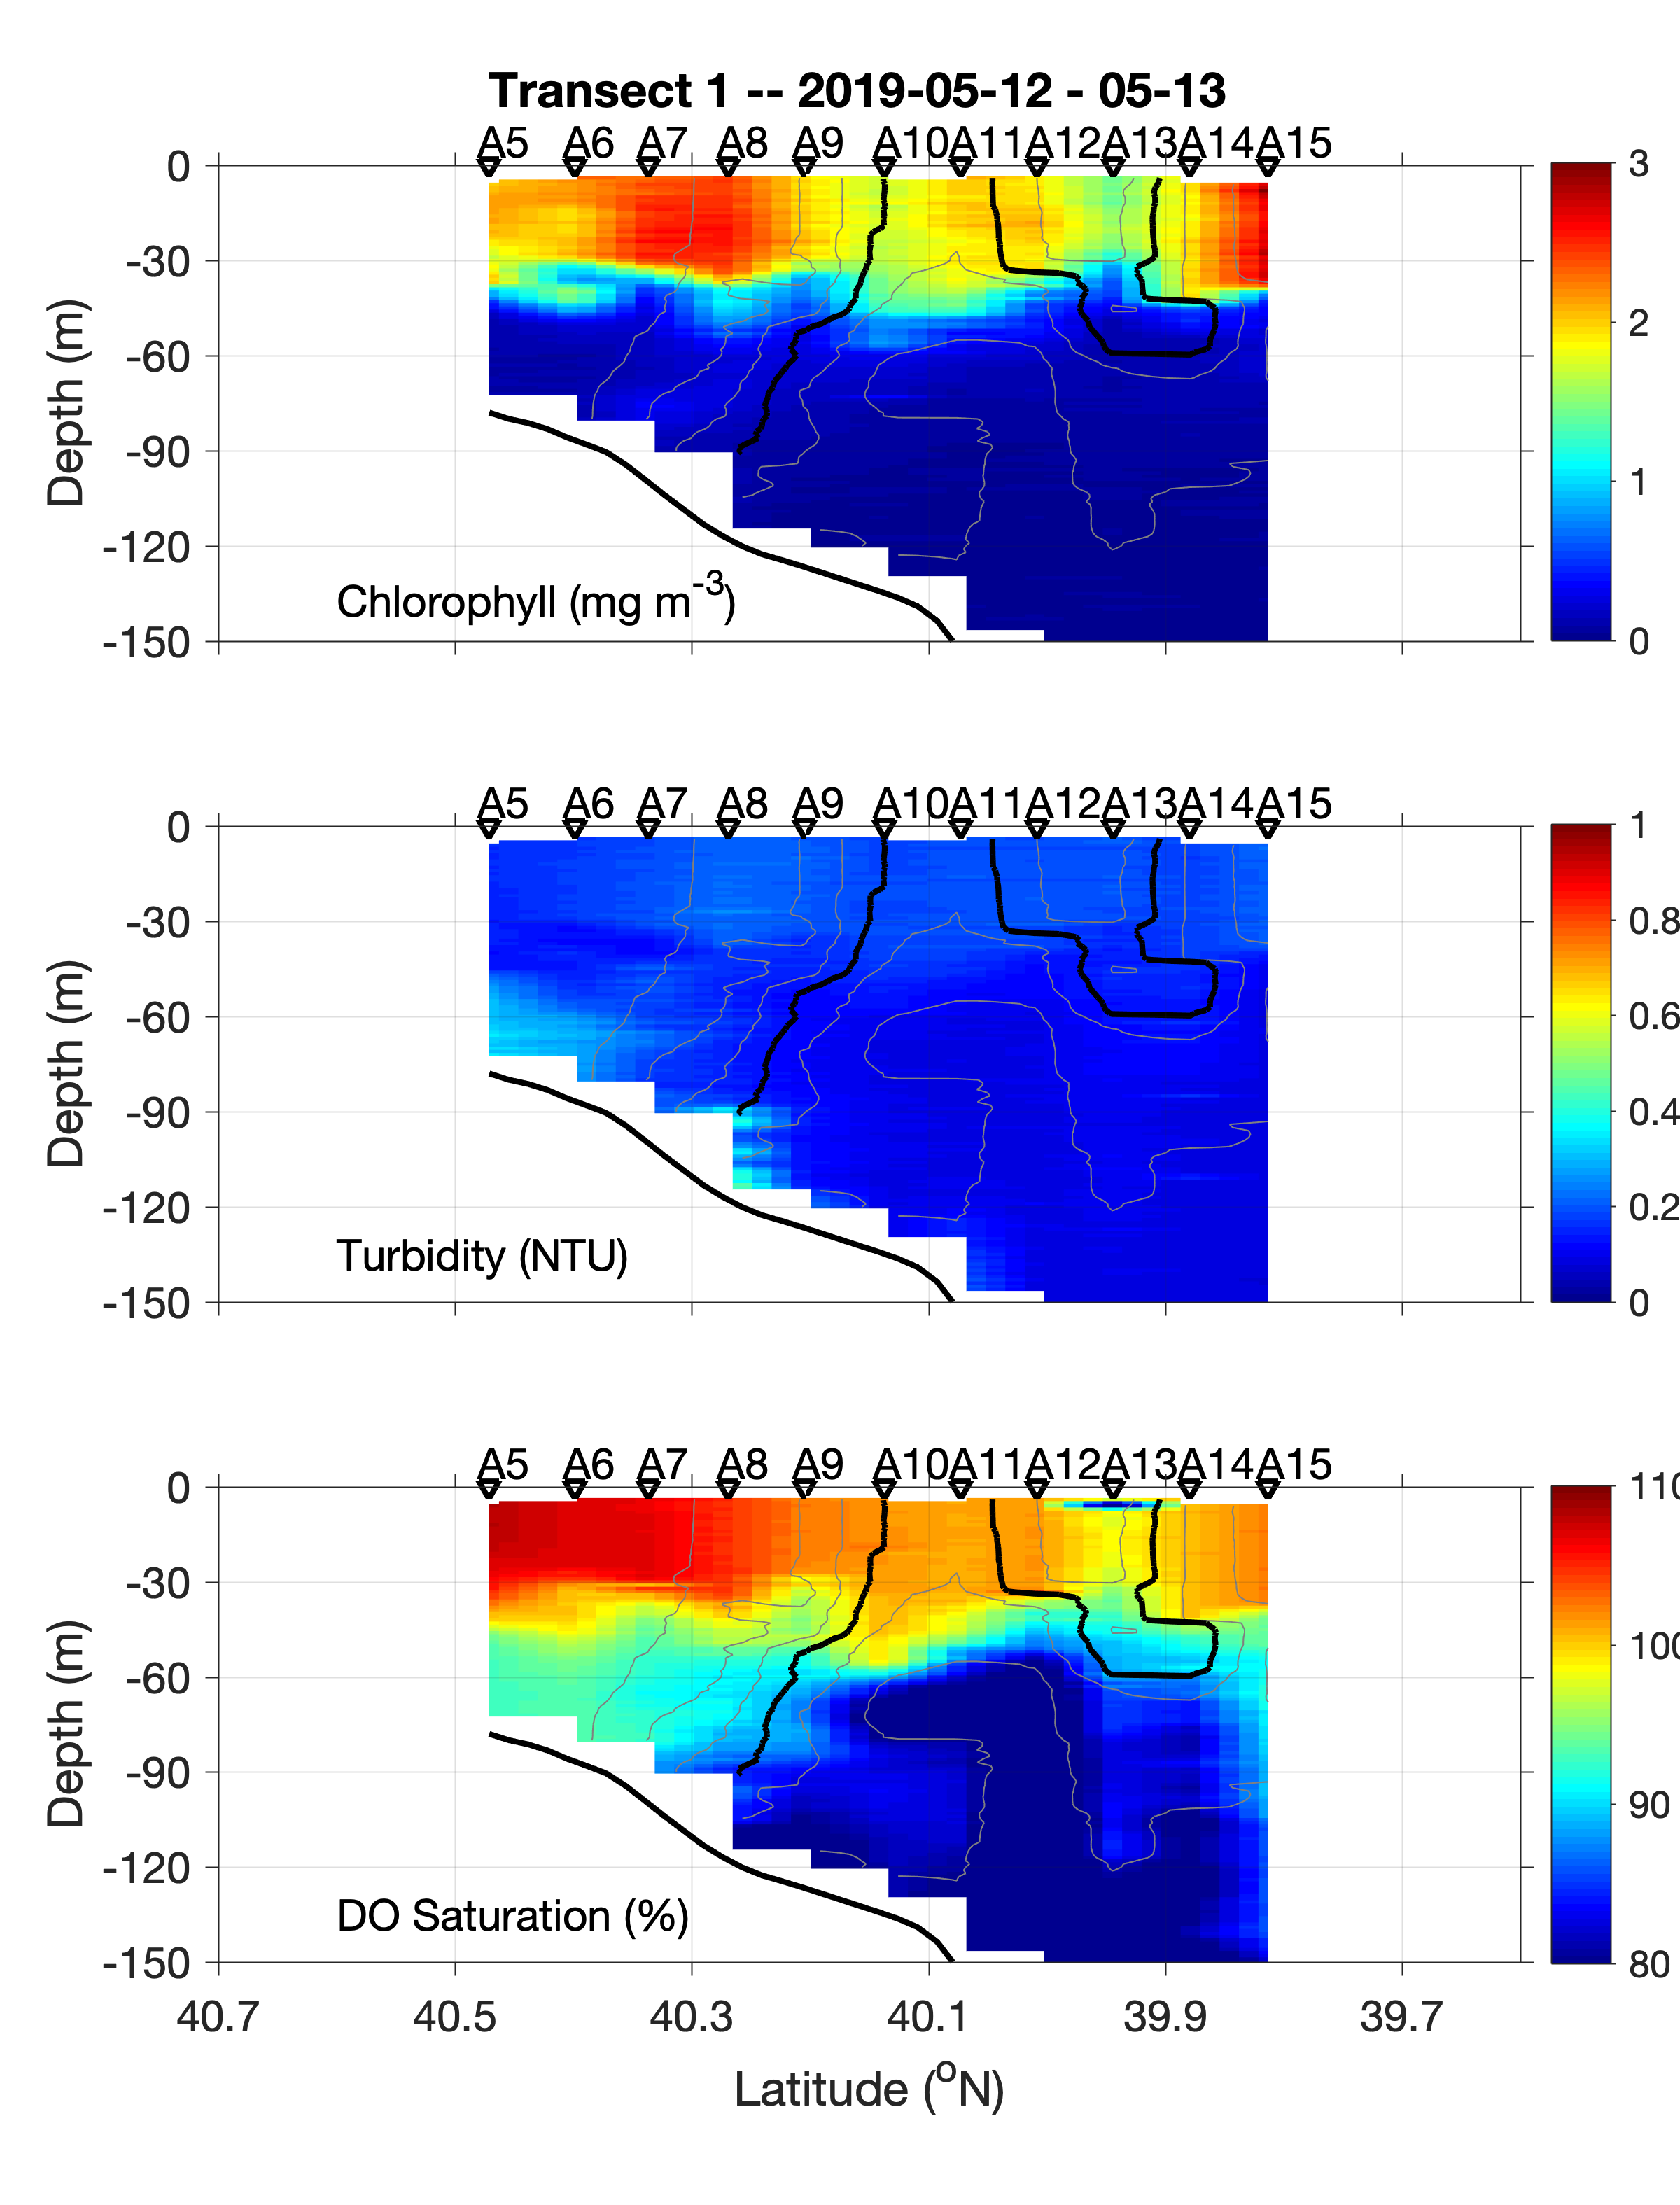 Transect 1 -- 2019-05-12 - 05-13
A5 A6 A7 A8 A9 A10 A11 A12 A13 A14 A15
0
-30
-60
-90
-120
-150
Depth (m)
Chlorophyll (mg m-3)
3
2
1
0
A5 A6 A7 A8 A9 A10 A11 A12 A13 A14 A15
0
-30
-60
-90
-120
-150
Depth (m)
Turbidity (NTU)
1
0.8
0.6
0.4
0.2
0
A5 A6 A7 A8 A9 A10 A11 A12 A13 A14 A15
0
-30
-60
-90
-120
-150
Depth (m)
DO Saturation (%)
110
100
90
80
40.7 40.5 40.3 40.1 39.9 39.7
Latitude (oN)